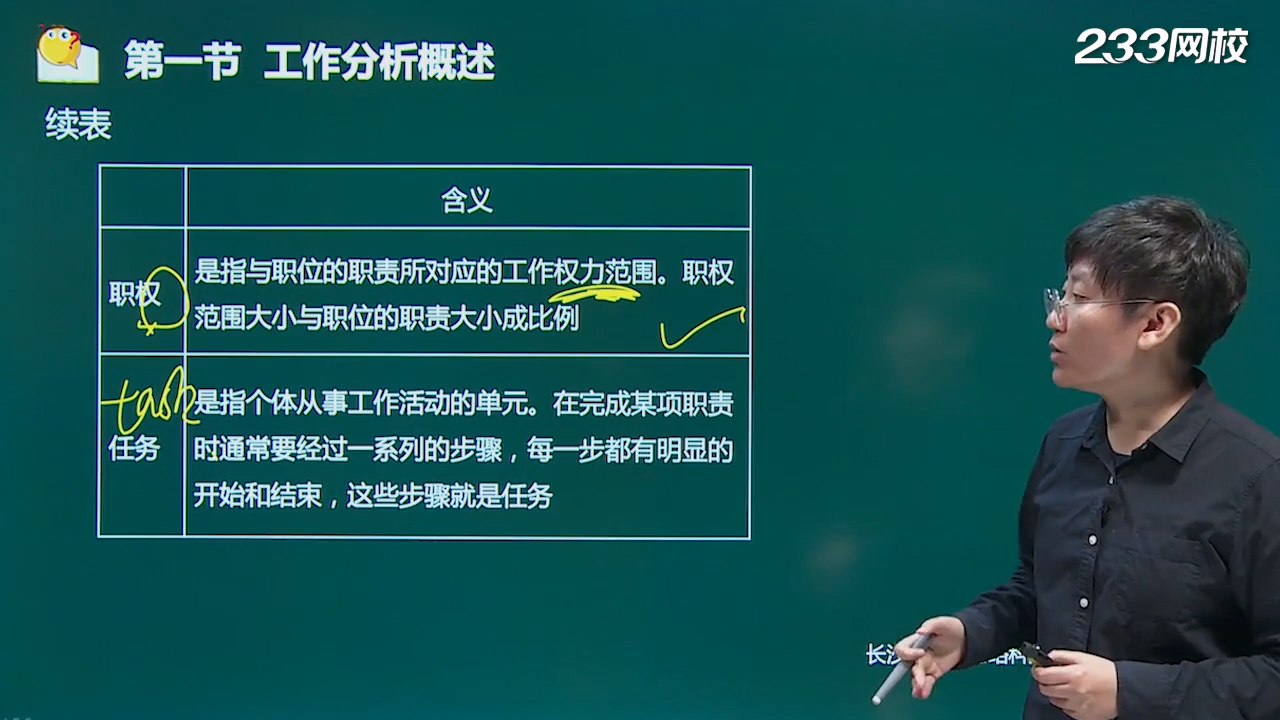 233网校
第一节 工作分析概述
续表
含义
职权
是指与职位的职责所对应的工作权力范围。职权
范围大小与职位的职责大小成比例
task
任务
是指个体从事工作活动的单元。在完成某项职责
时通常要经过一系列的步骤，每一步都有明显的
开始和结束，这些步骤就是任务
长沙